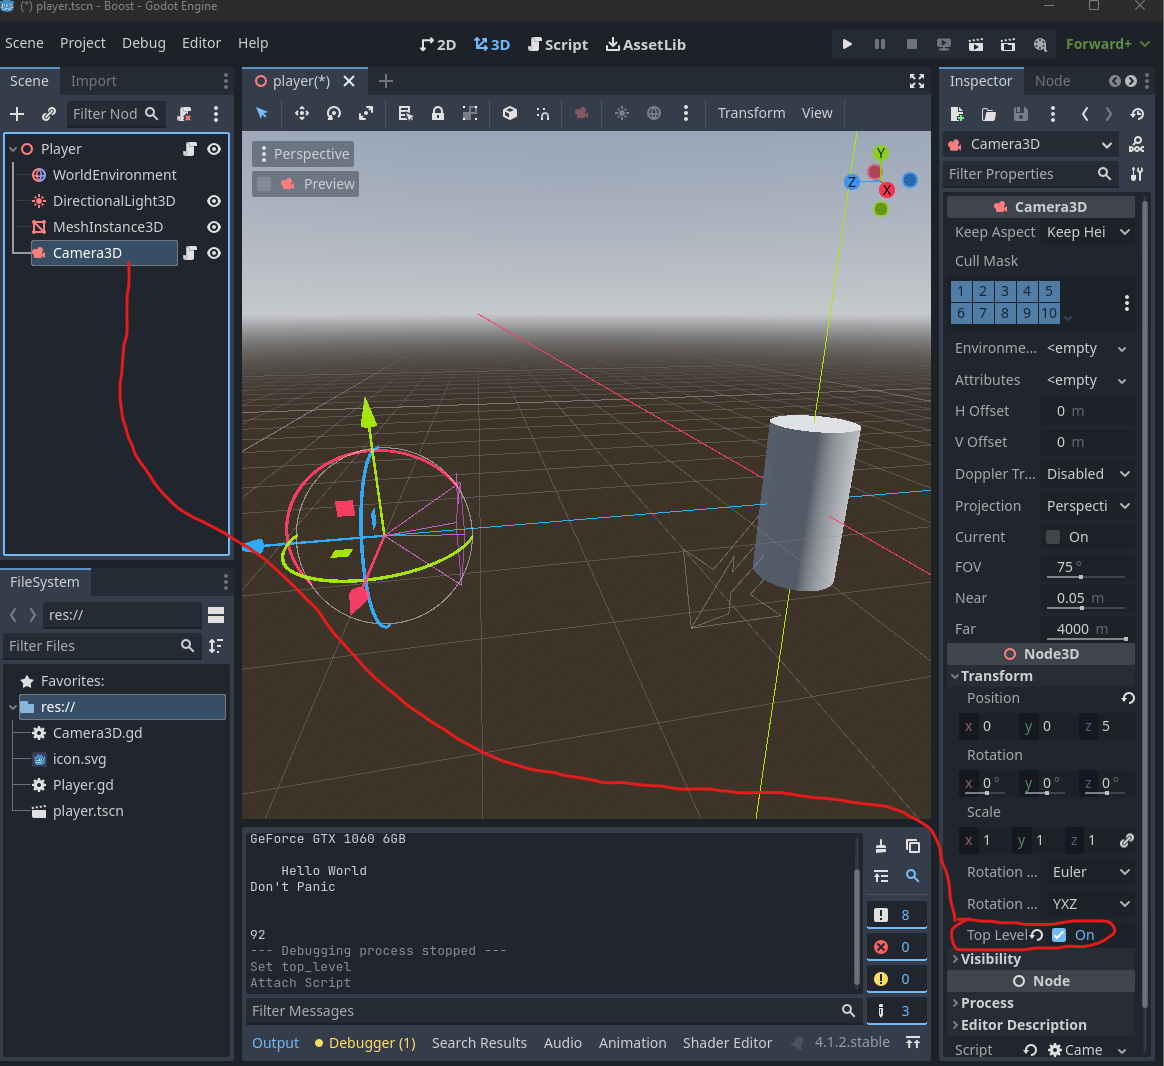 (*) player.tscn - Boost - Godot Engine
Scene Project Debug Editor Help
2D 3D Script AssetLib
Forward+
Scene Import
Filter Nod
Player
WorldEnvironment
DirectionalLight3D
MeshInstance3D
Camera3D
FileSystem
res://
Filter Files
Favorites:
res://
Camera3D.gd
icon.svg
Player.gd
player.tscn
player(*)
Transform View
Perspective
Preview
Y
Z
X
GeForce GTX 1060 6GB
Hello World
Don't Panic
92
--- Debugging process stopped ---
Set top_level
Attach Script
8
0
0
3
Filter Messages
Output Debugger (1) Search Results Audio Animation Shader Editor 4.1.2.stable
Inspector Node
Camera3D
Filter Properties
Camera3D
Keep Aspect Keep Hei
Cull Mask
1 2 3 4 5
6 7 8 9 10
Environme... <empty
Attributes <empty
H Offset 0 m
V Offset 0 m
Doppler Tr... Disabled
Projection Perspecti
Current On
FOV 75 °
Near 0.05 m
Far 4000 m
Node3D
Transform
Position
x 0 y 0 z 5
Rotation
x 0 ° y 0 ° z 0 °
Scale
x 1 y 1 z 1
Rotation ... Euler
Rotation ... YXZ
Top Level On
Visibility
Node
Process
Editor Description
Script Came